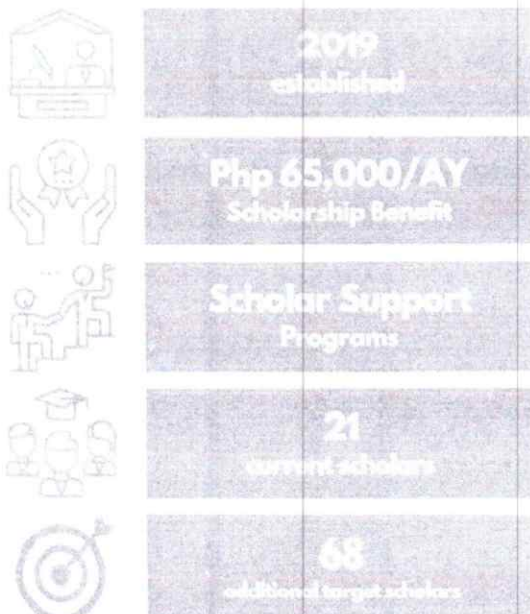 2019
established
Php 65,000/AY
Scholarship Benefit
Scholar Support
Programs
21
current scholars
68
additional target scholars